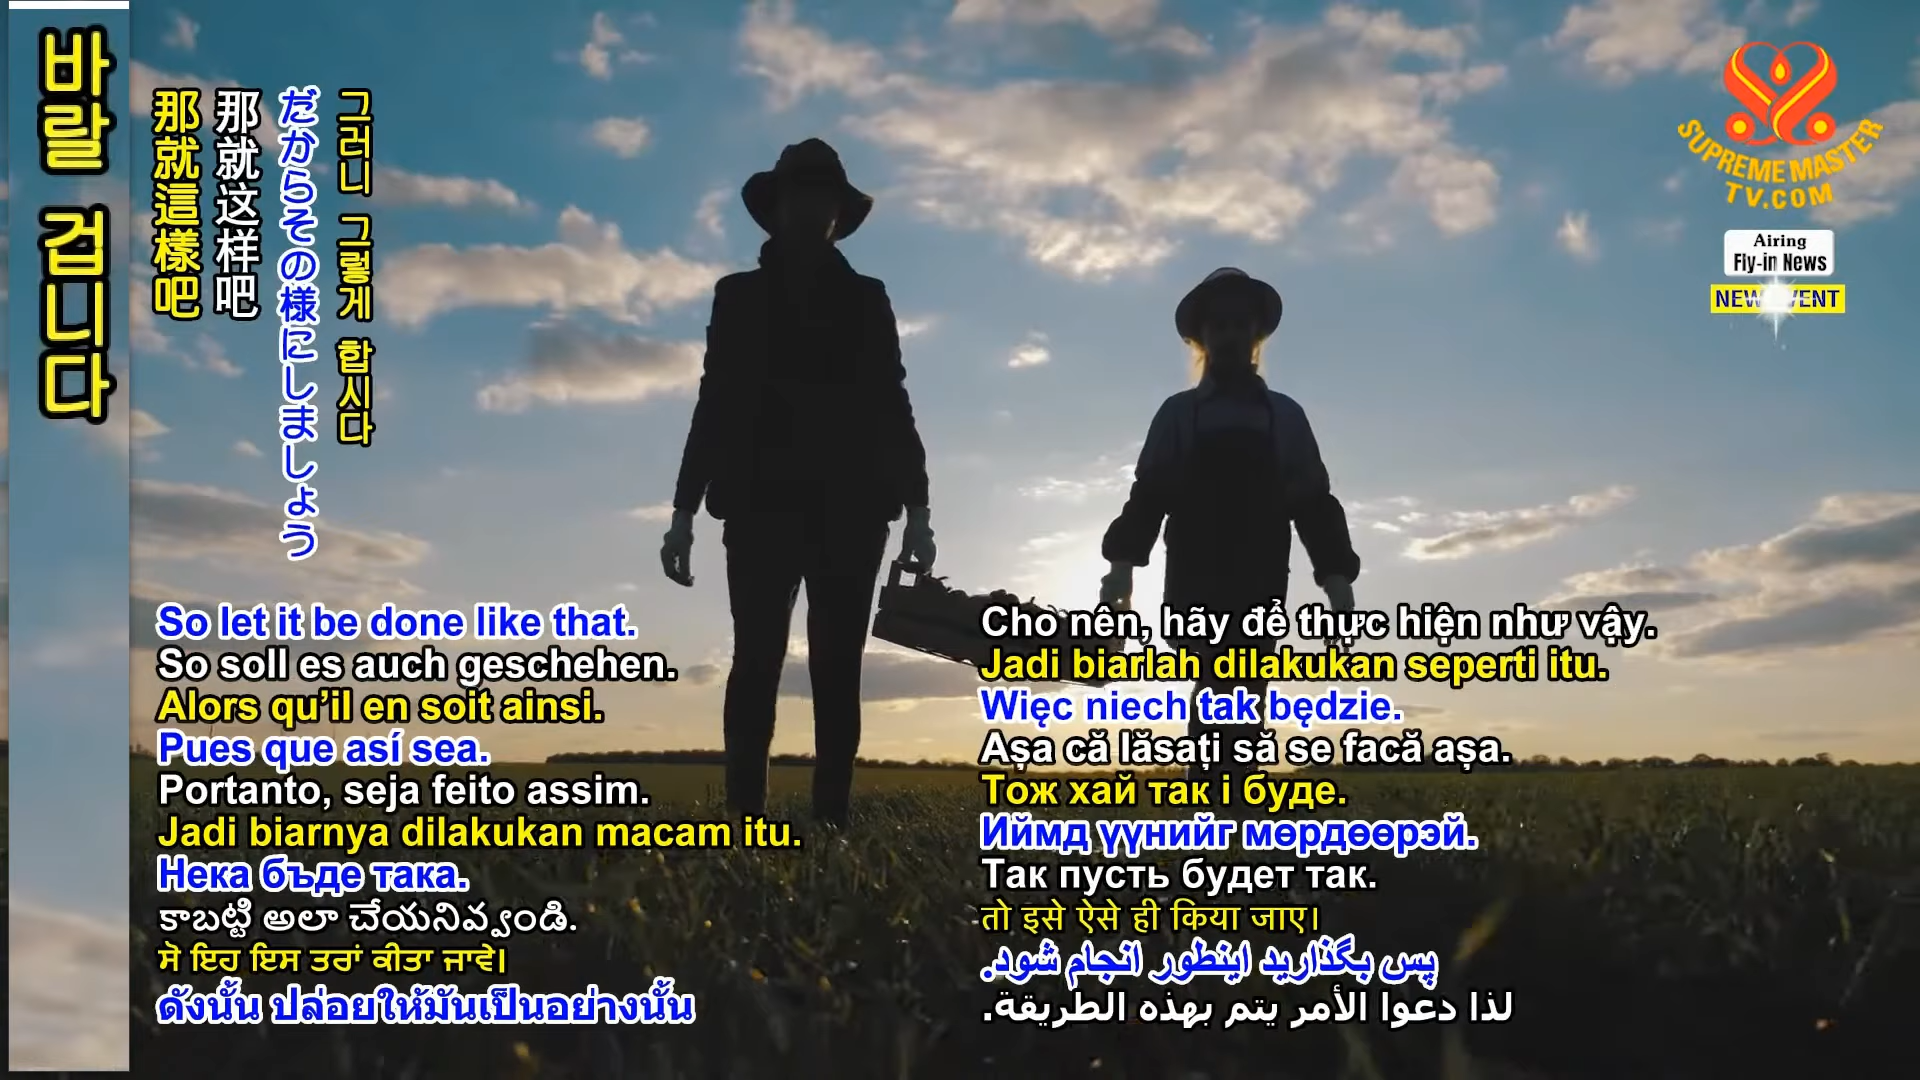 바랄 겁니다
那就這樣吧
那就这样吧
だからその様にしましょう
그러니 그렇게 합시다
SUPREME MASTER
TV.COM
Airing
Fly-in News
So let it be done like that.
So soll es auch geschehen.
Alors qu’il en soit ainsi.
Pues que así sea.
Portanto, seja feito assim.
Jadi biarnya dilakukan macam itu.
Нека бъде така.
కాబట్టి అలా చేయనివ్వండి.
ਸੋ ਇਹ ਇਸ ਤਰਾਂ ਕੀਤਾ ਜਾਵੇ।
ดังนั้น ปล่อยให้มันเป็นอย่างนั้น
Cho nên, hãy để thực hiện như vậy.
Jadi biarlah dilakukan seperti itu.
Więc niech tak będzie.
Așa că lăsați să se facă așa.
Тож хай так і буде.
Иймд үүнийг мөрдөөрэй.
Так пусть будет так.
तो इसे ऐसे ही किया जाए।
پس بگذارید اینطور انجام شود.
لذا دعوا الأمر يتم بهذه الطريقة.